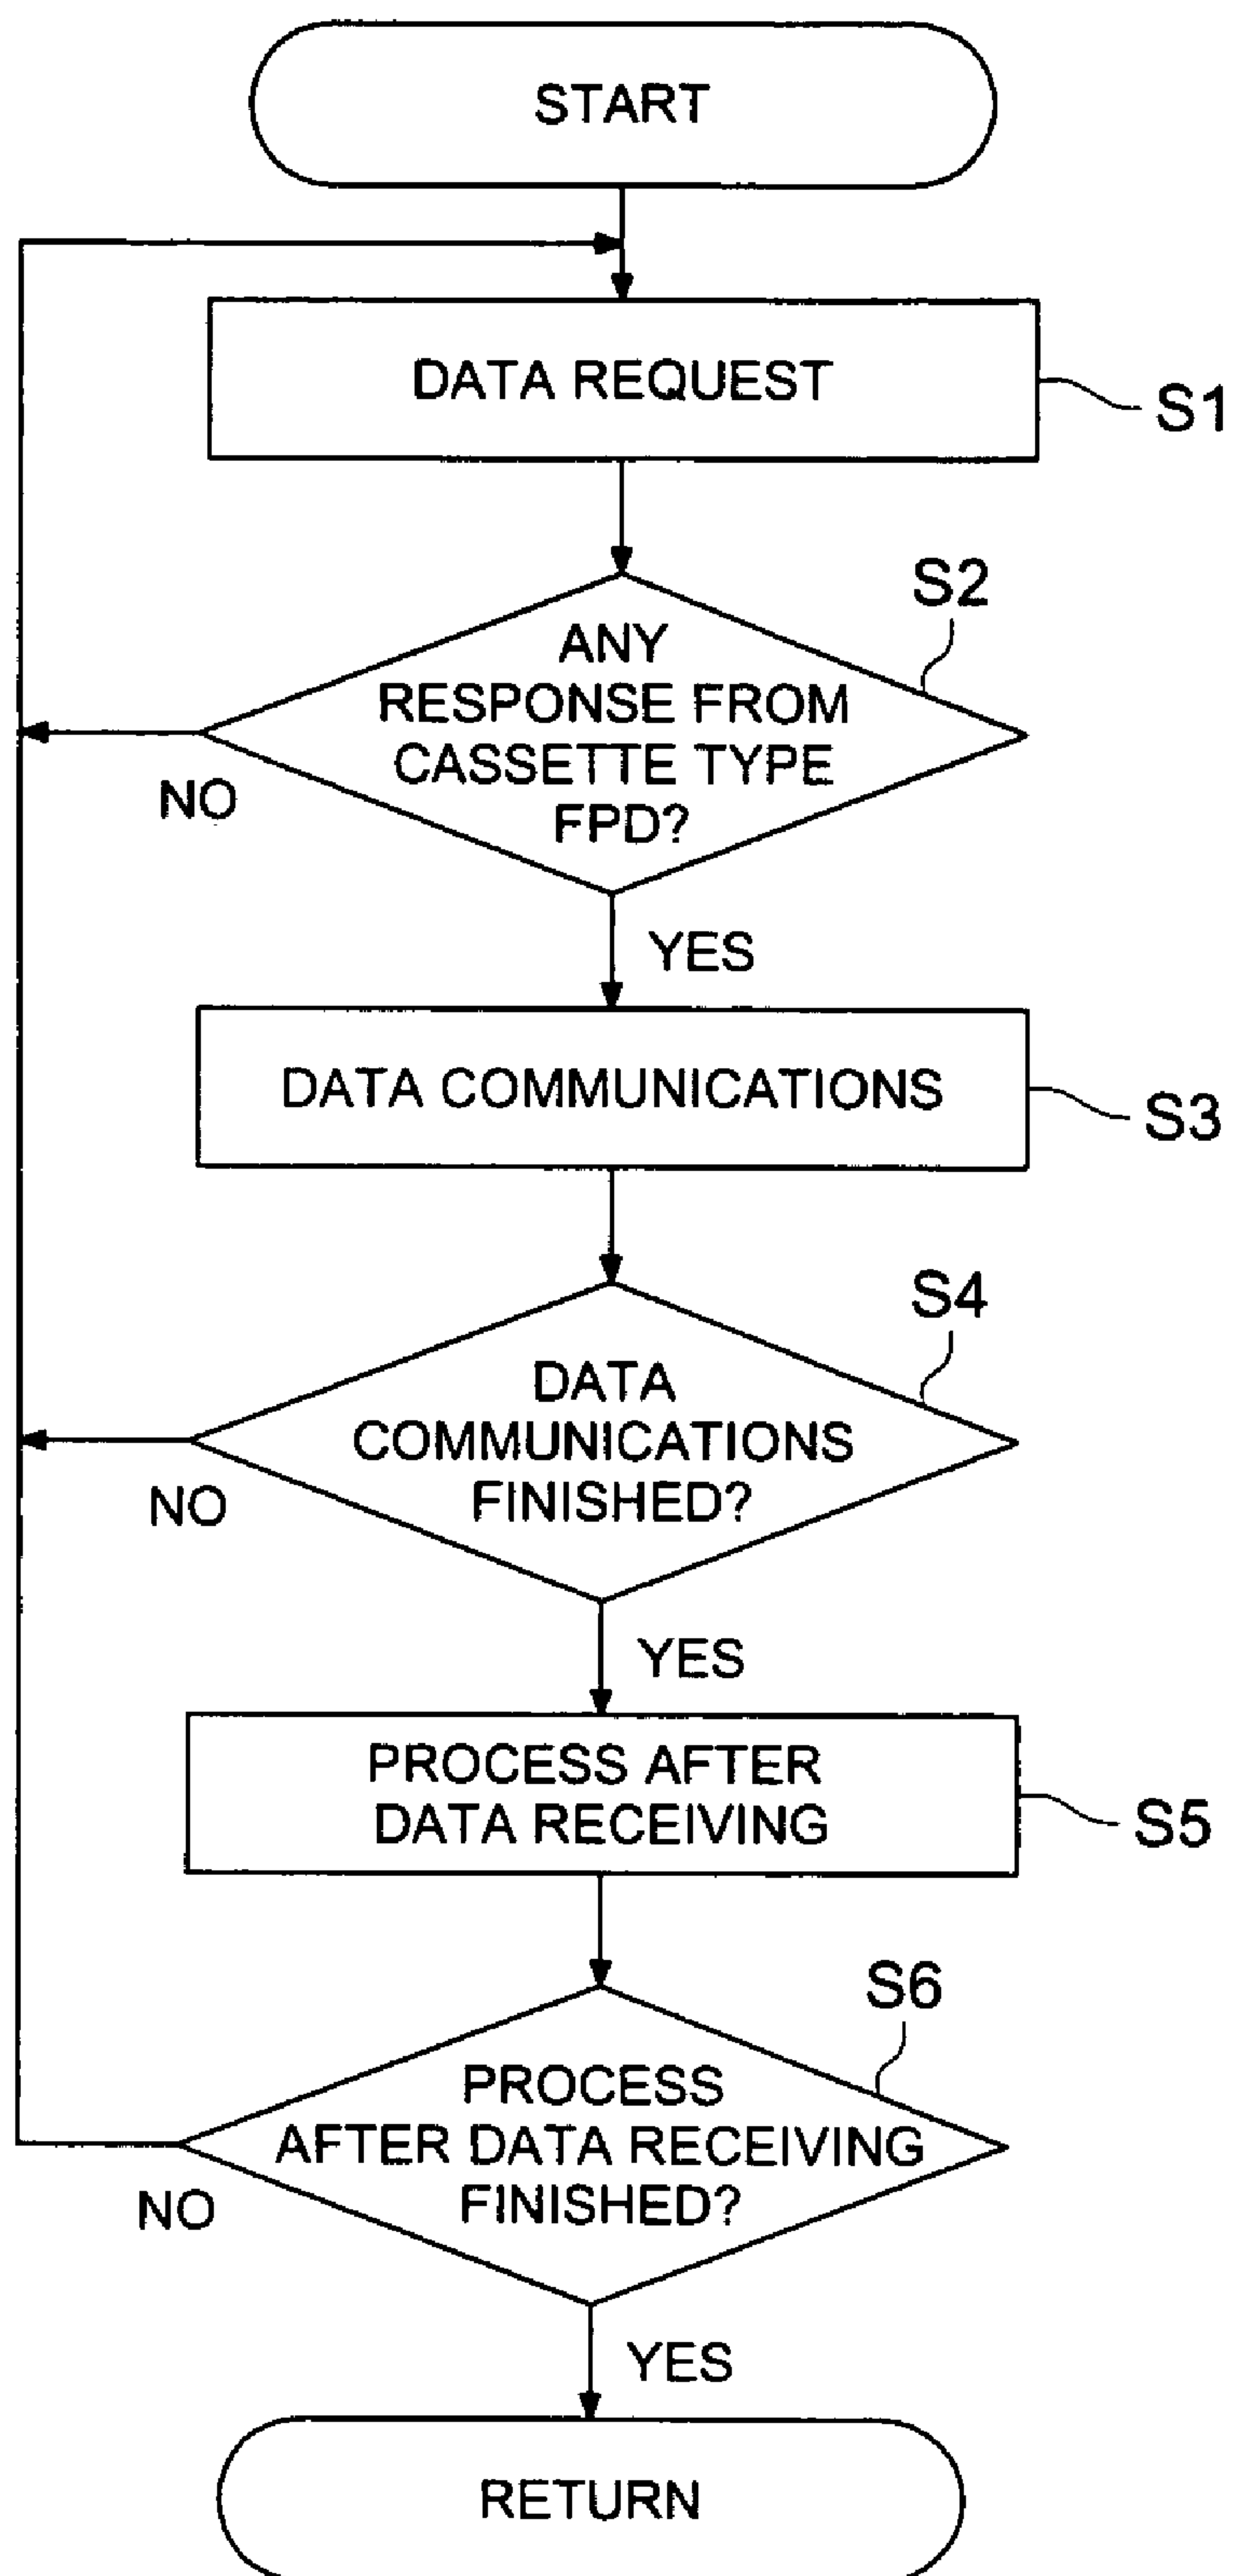 START
DATA REQUEST
S1
S2
ANY
RESPONSE FROM
CASSETTE TYPE
FPD?
NO
YES
DATA COMMUNICATIONS
S3
S4
DATA
COMMUNICATIONS
FINISHED?
NO
YES
PROCESS AFTER
DATA RECEIVING
S5
S6
PROCESS
AFTER DATA RECEIVING
FINISHED?
NO
YES
RETURN